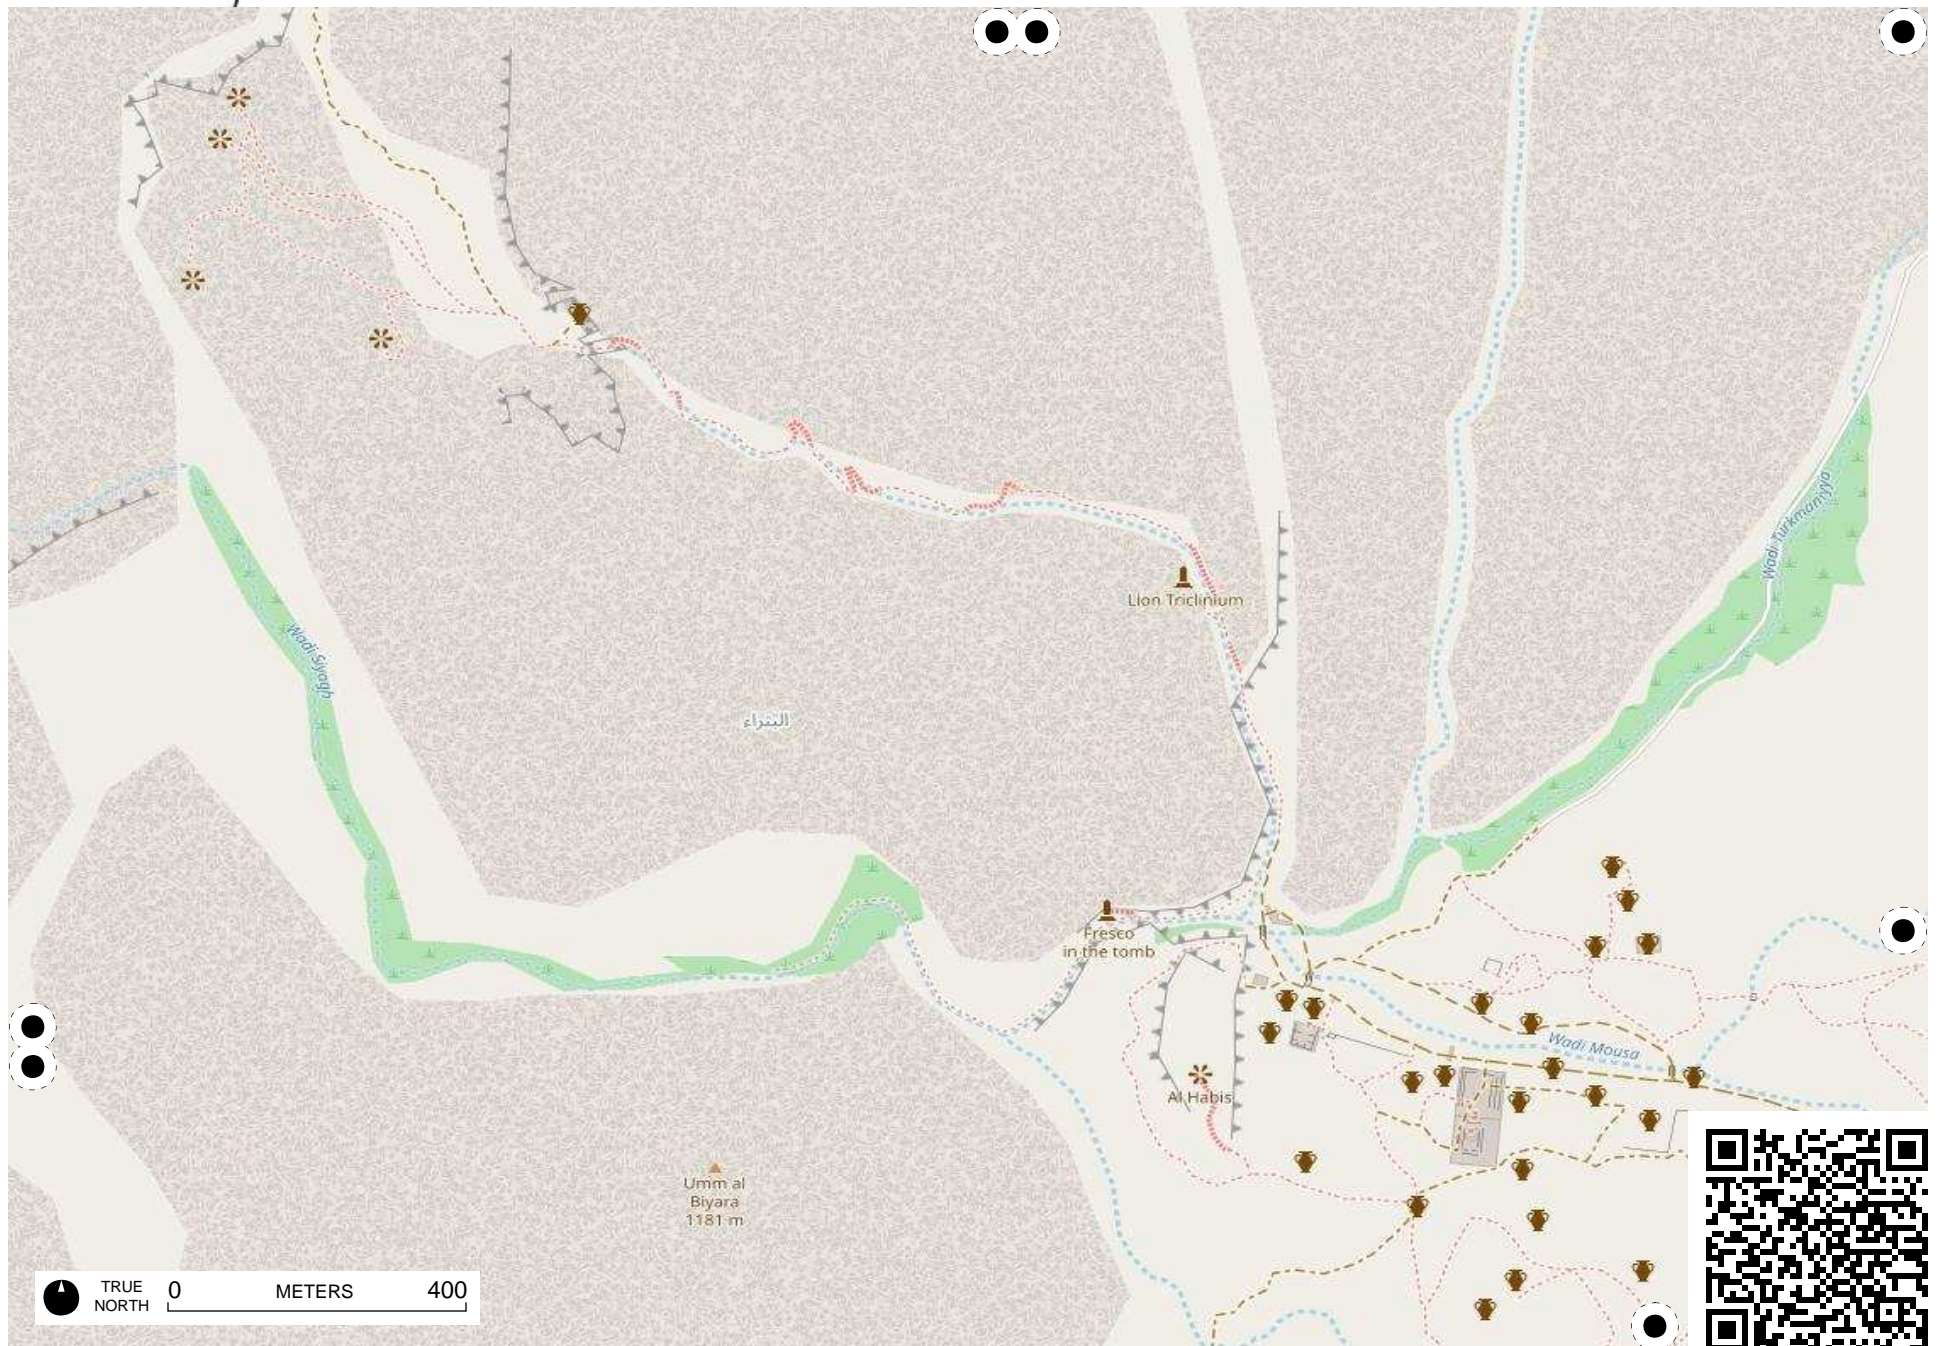 Wadi Turkmaniyya
Lion Triclinium
Wadi Siyagh
البتراء
Fresco
in the tomb
Wadi Mousa
Al Habis
Umm al
Biyara
1181 m
TRUE
NORTH
0 METERS 400